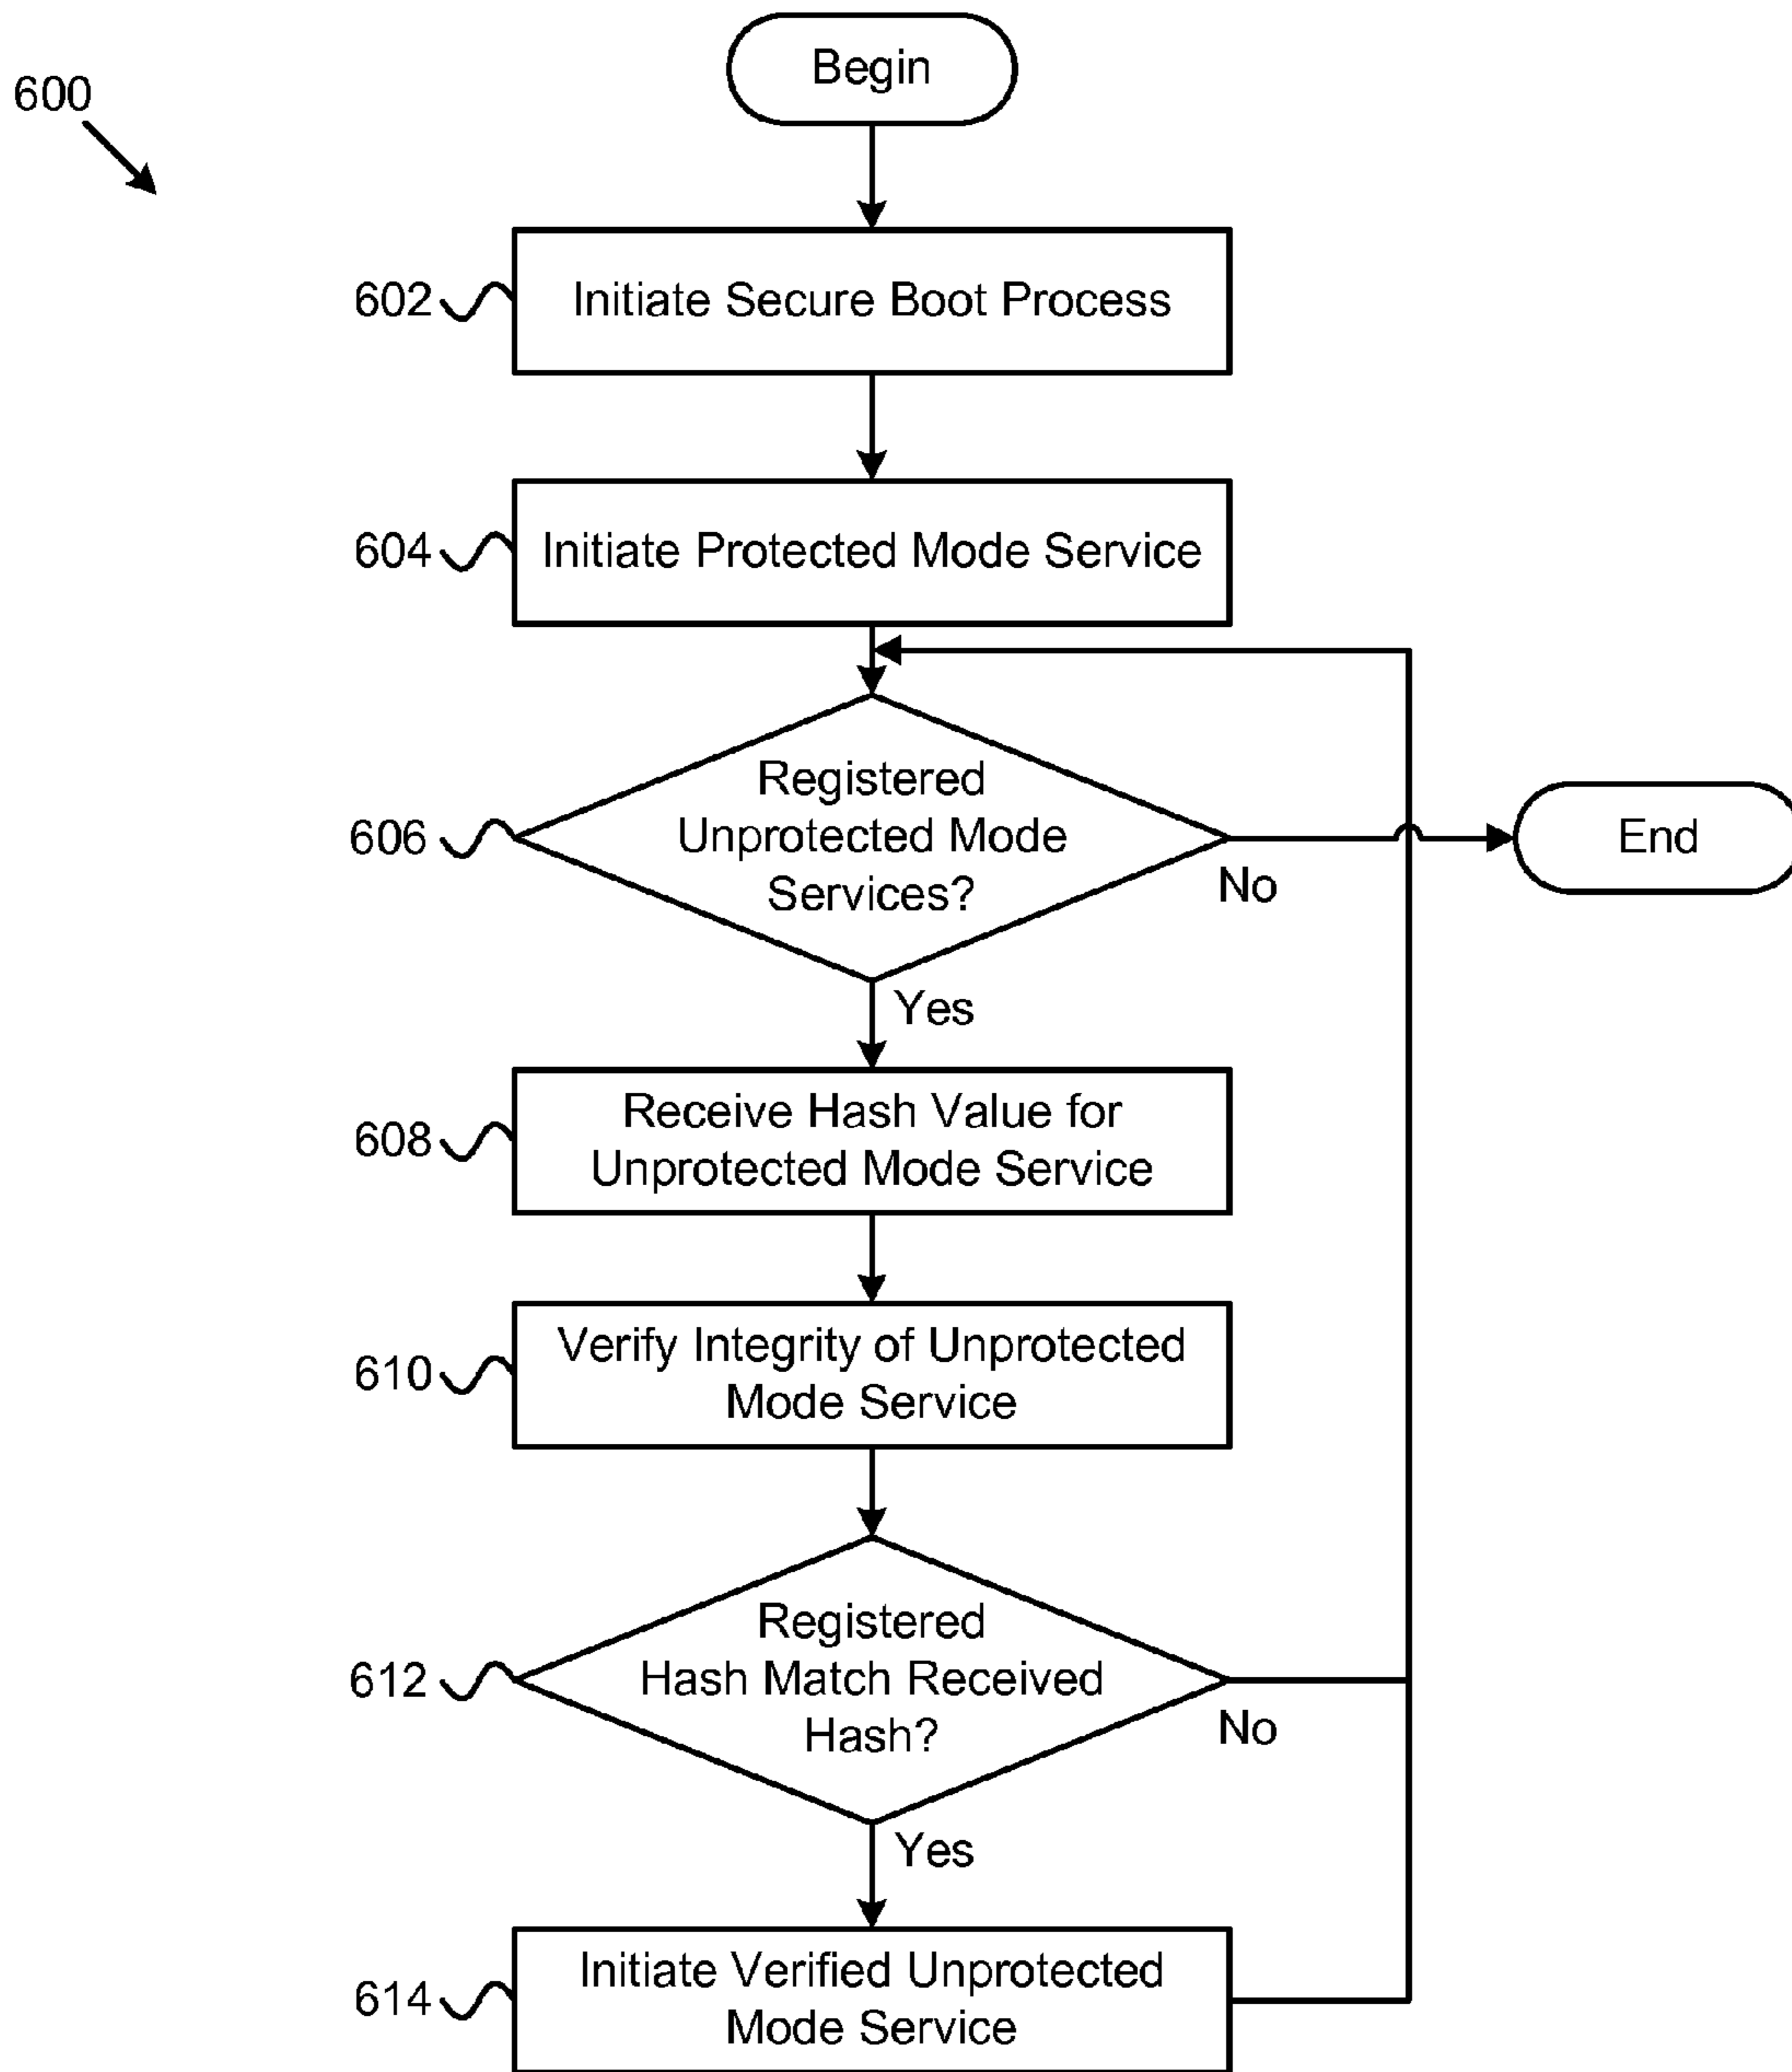 Begin
600
602
Initiate Secure Boot Process
604
Initiate Protected Mode Service
Registered
606
Unprotected Mode
Services?
No
End
Yes
608
Receive Hash Value for
Unprotected Mode Service
610
Verify Integrity of Unprotected
Mode Service
Registered
612
Hash Match Received
Hash?
No
Yes
614
Initiate Verified Unprotected
Mode Service